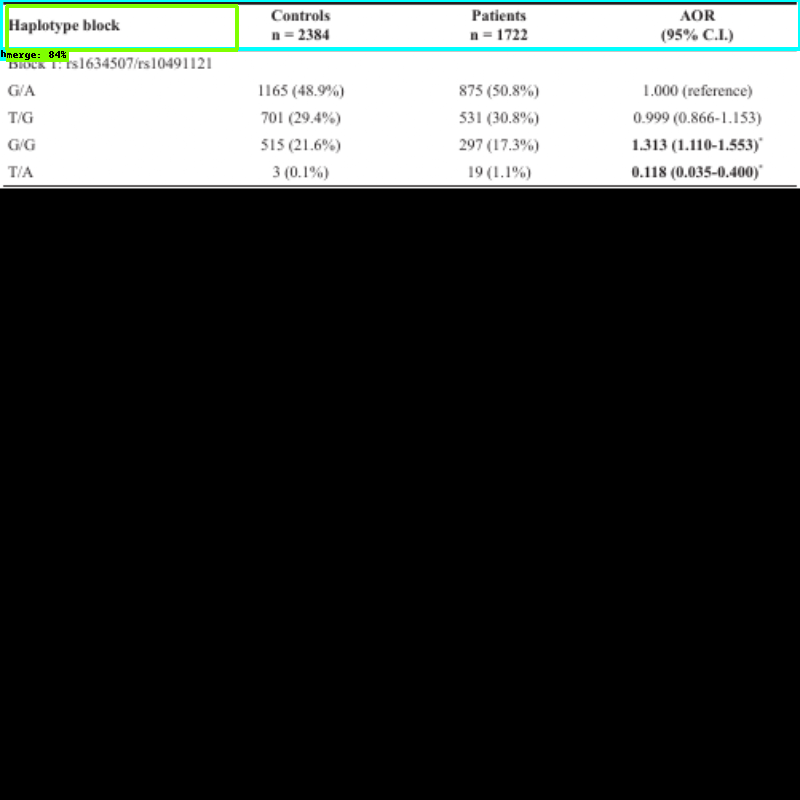 Haplotype block Controls Patients AOR
n = 2384 n = 1722 (95% C.I.)
hmerge: 84%
Block 1: rs1634507/rs10491121
G/A 1165 (48.9%) 875 (50.8%) 1.000 (reference)
T/G 701 (29.4%) 531 (30.8%) 0.999 (0.866-1.153)
G/G 515 (21.6%) 297 (17.3%) 1.313 (1.110-1.553)*
T/A 3 (0.1%) 19 (1.1%) 0.118 (0.035-0.400)*